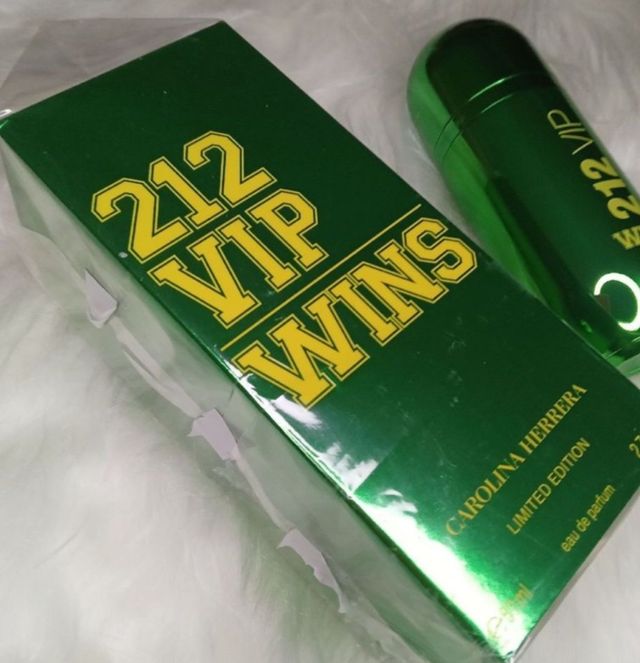 212
VIP
WINS
CAROLINA HERRERA
LIMITED EDITION
eau de parfum
212 VIP